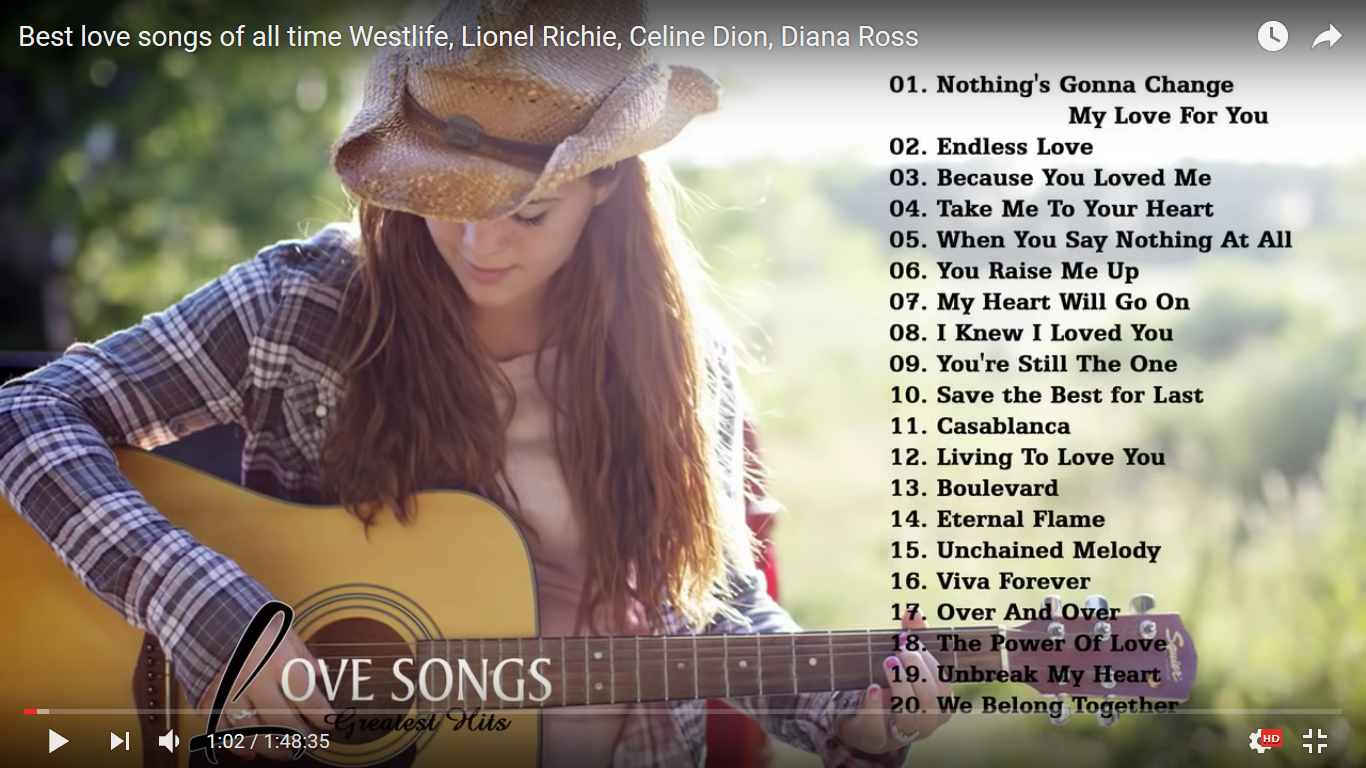 Best love songs of all time Westlife, Lionel Richie, Celine Dion, Diana Ross
01. Nothing's Gonna Change
My Love For You
02. Endless Love
03. Because You Loved Me
04. Take Me To Your Heart
05. When You Say Nothing At All
06. You Raise Me Up
07. My Heart Will Go On
08. I Knew I Loved You
09. You're Still The One
10. Save the Best for Last
11. Casablanca
12. Living To Love You
13. Boulevard
14. Eternal Flame
15. Unchained Melody
16. Viva Forever
17. Over And Over
18. The Power Of Love
19. Unbreak My Heart
20. We Belong Together
Squier
LOVE SONGS
Greatest Hits
1:02 / 1:48:35
HD